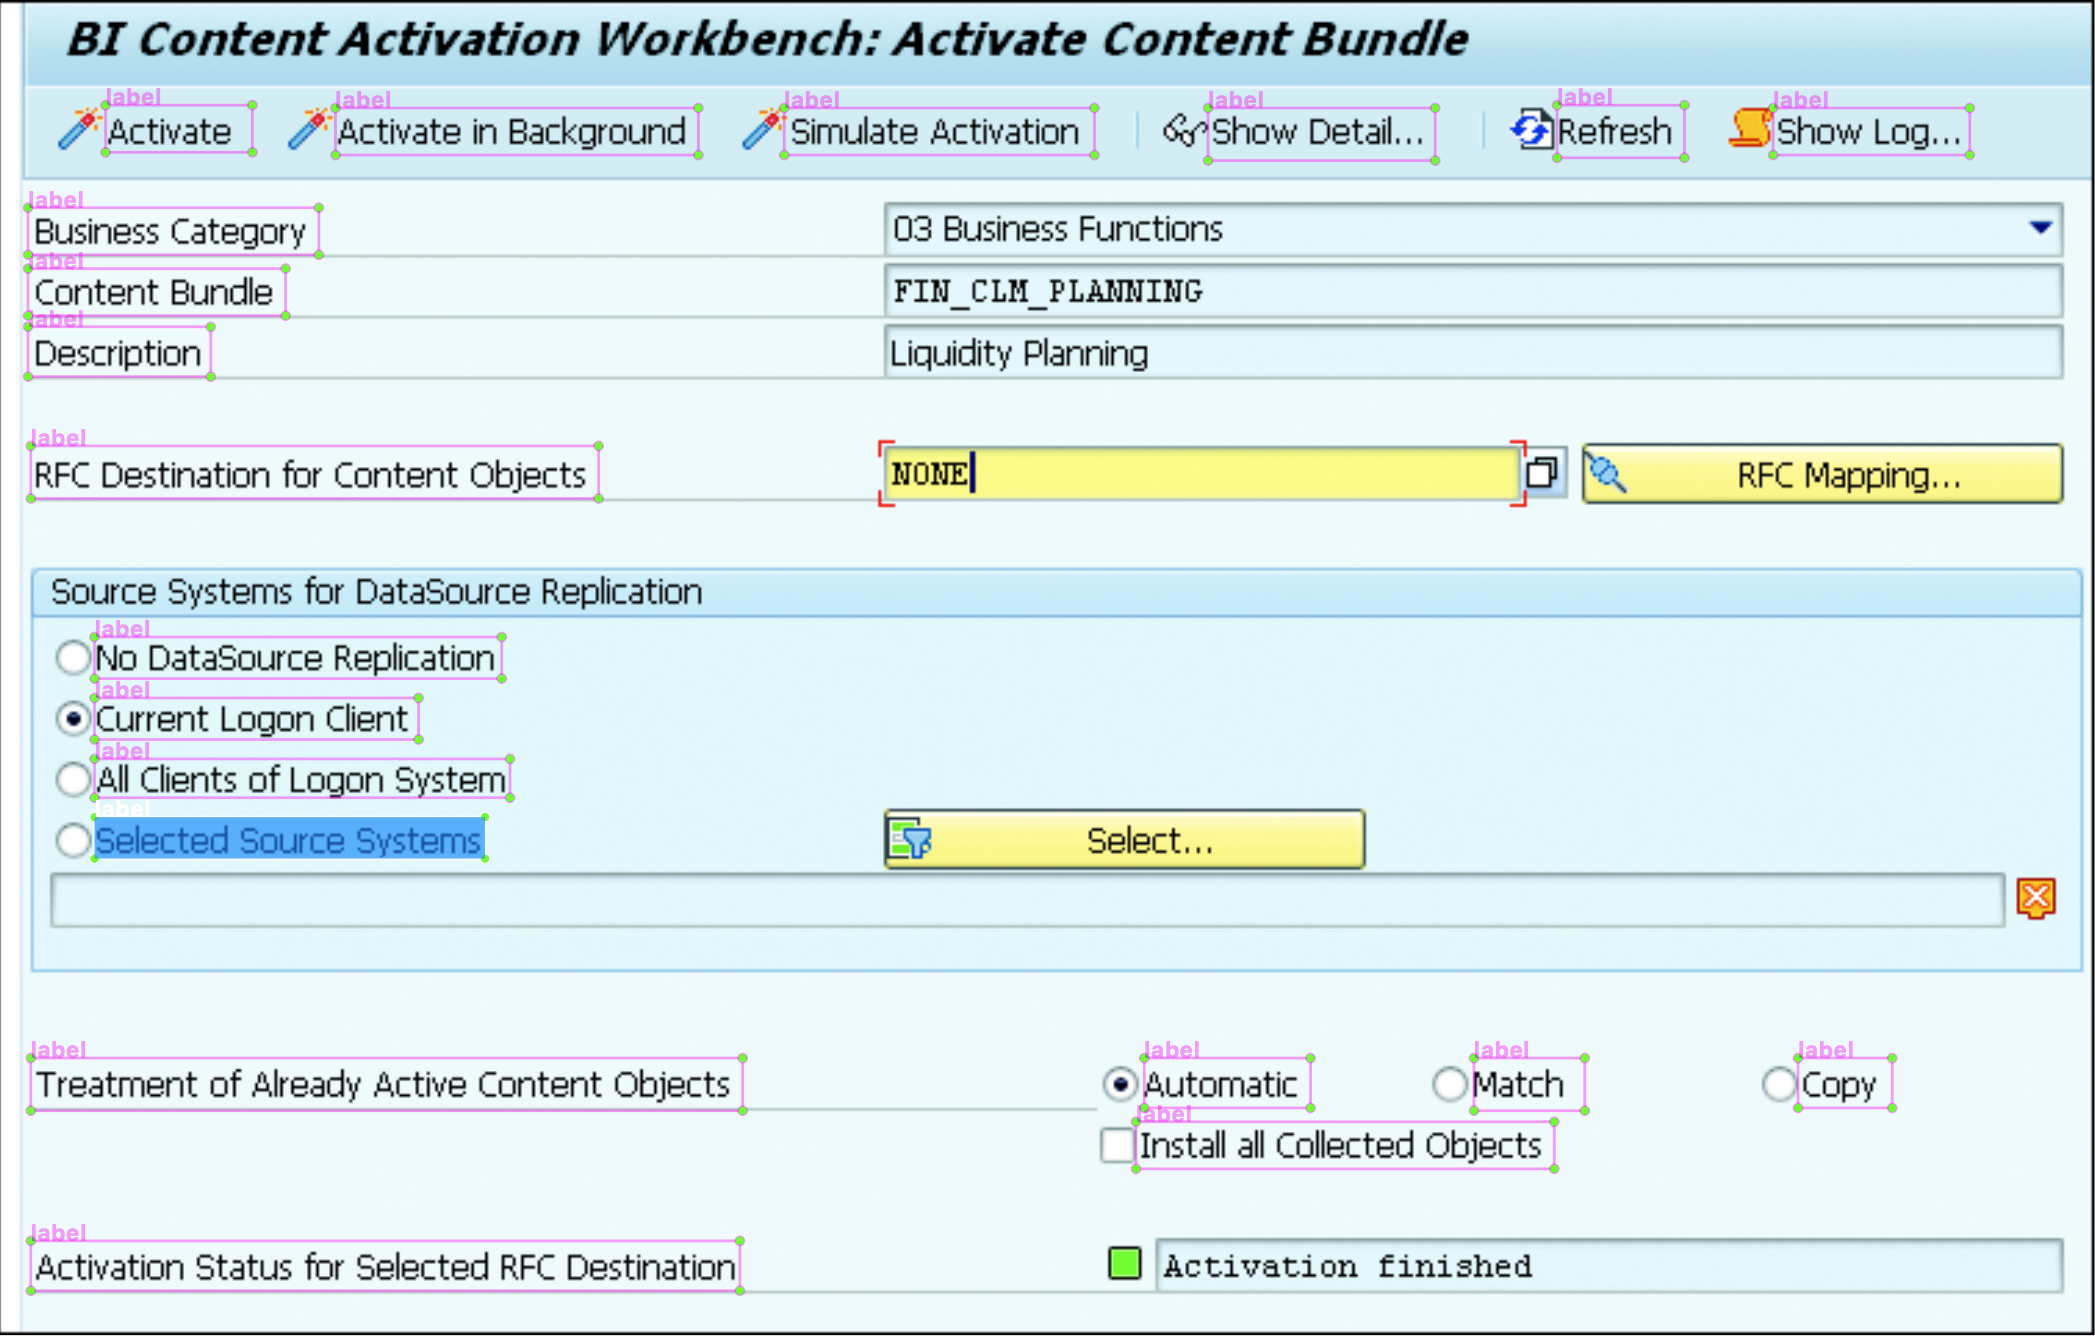 BI Content Activation Workbench: Activate Content Bundle
label label label label label label
Activate Activate in Background Simulate Activation Show Detail... Refresh Show Log...
label
Business Category 03 Business Functions
label
Content Bundle FIN_CLM_PLANNING
label
Description Liquidity Planning
label
RFC Destination for Content Objects NONE RFC Mapping...
Source Systems for DataSource Replication
label
No DataSource Replication
label
Current Logon Client
label
All Clients of Logon System
label
Selected Source Systems Select...
label label label label
Treatment of Already Active Content Objects Automatic Match Copy
label
Install all Collected Objects
label
Activation Status for Selected RFC Destination Activation finished